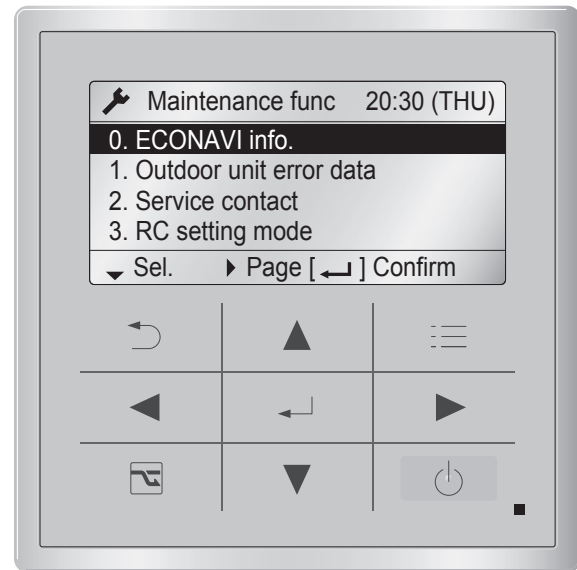 Maintenance func 20:30 (THU)
0. ECONAVI info.
1. Outdoor unit error data
2. Service contact
3. RC setting mode
Sel. Page [ ] Confirm